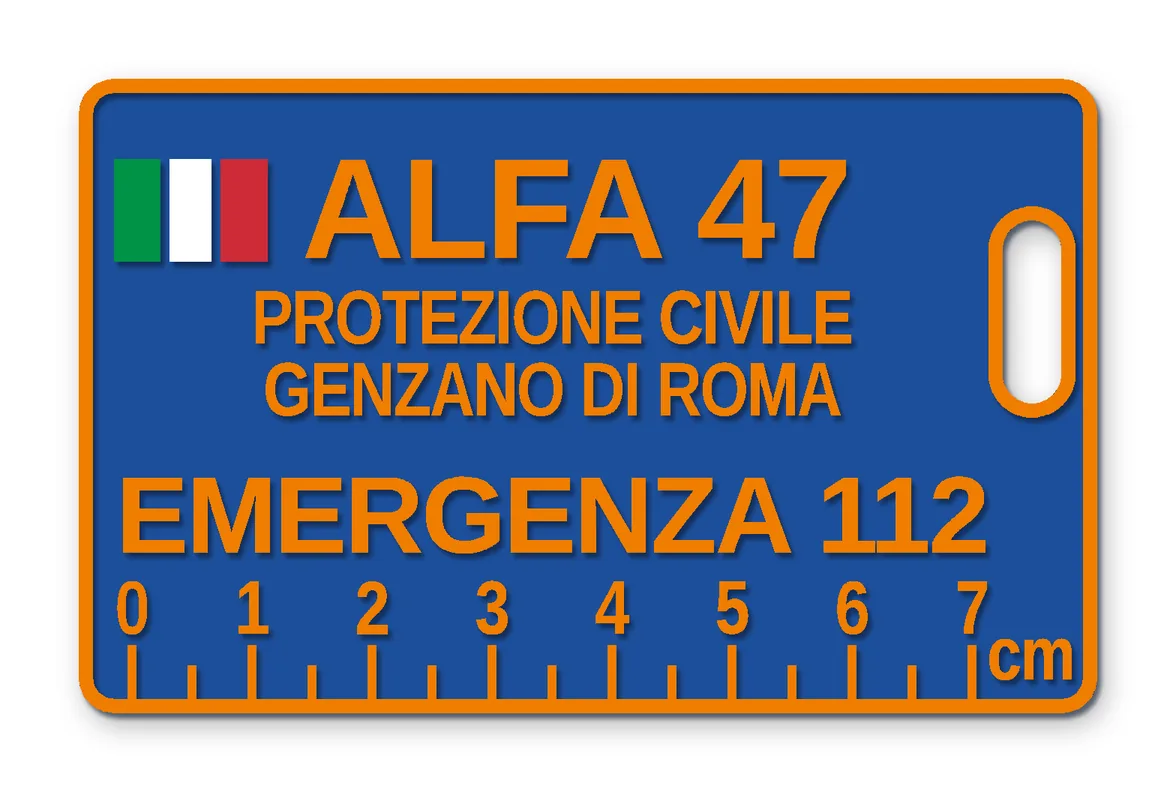 ALFA 47
PROTEZIONE CIVILE
GENZANO DI ROMA
EMERGENZA 112
0 1 2 3 4 5 6 7
cm